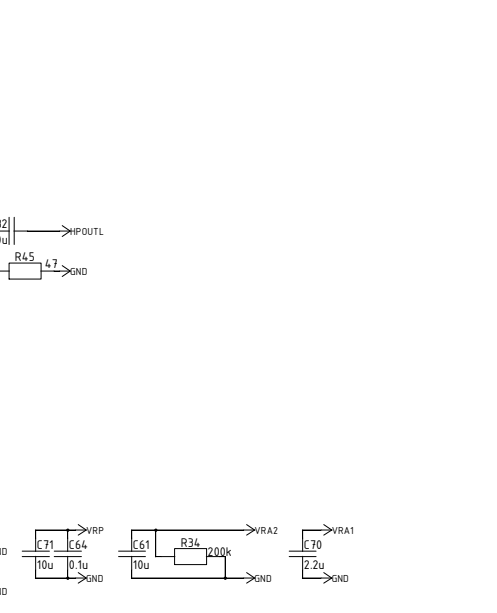 HPOUTL
R45
47
GND
VRP
VRA2
VRA1
C71
C64
C61
R34
200k
C70
10u
0.1u
10u
2.2u
GND
GND
GND